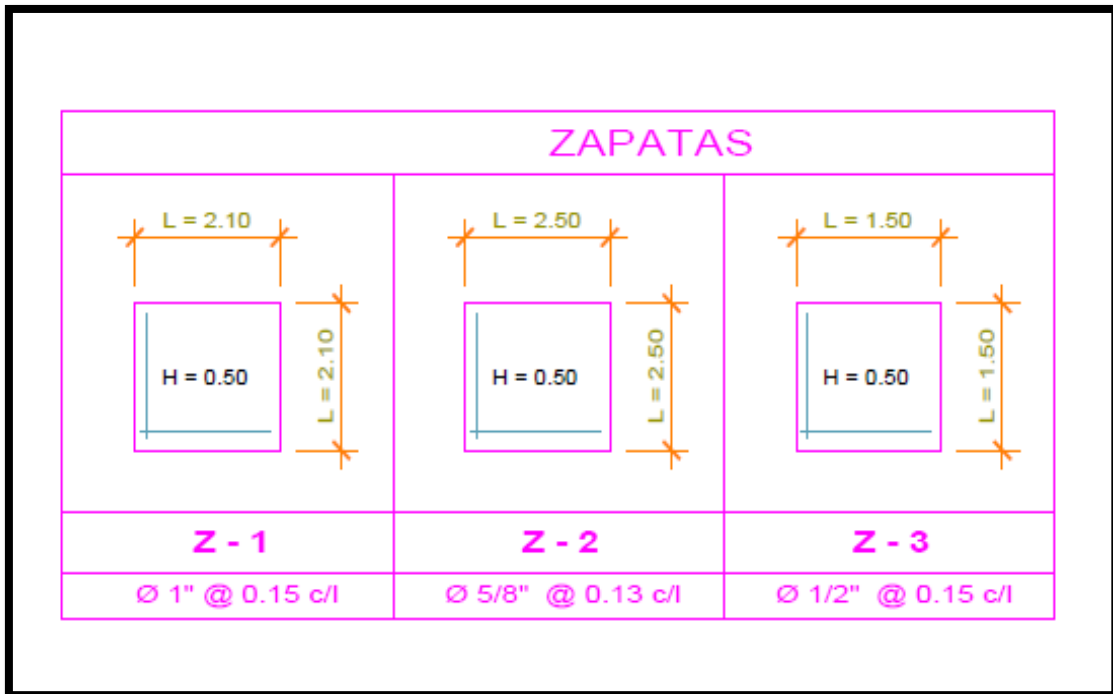 ZAPATAS
L = 2.10
L = 2.50
L = 1.50
H = 0.50
L = 2.10
H = 0.50
L = 2.50
H = 0.50
L = 1.50
Z - 1
Z - 2
Z - 3
Ø 1" @ 0.15 c/l
Ø 5/8" @ 0.13 c/l
Ø 1/2" @ 0.15 c/l